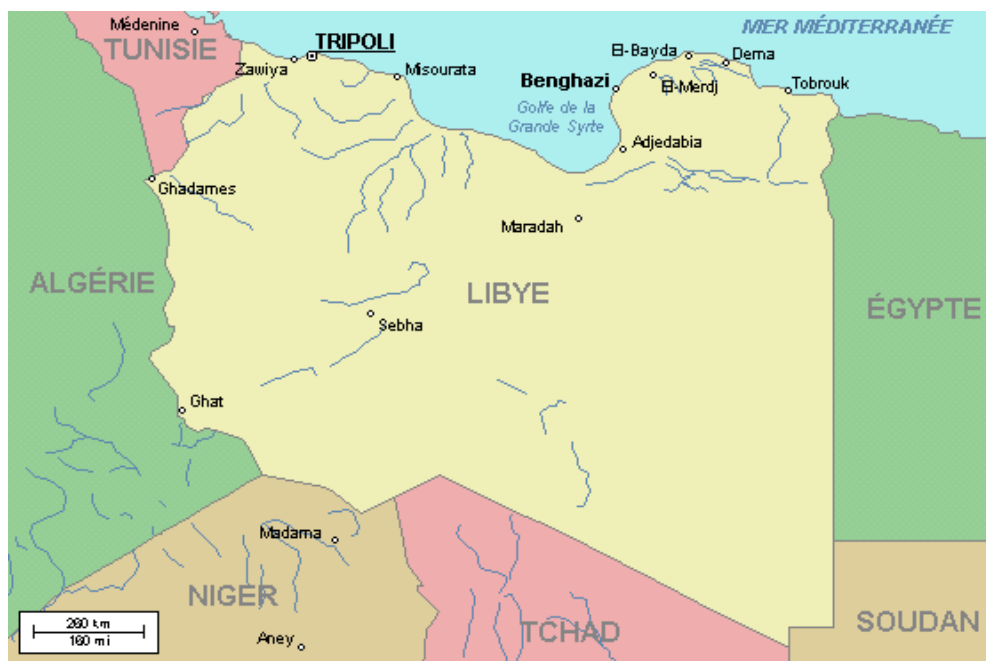 MER MÉDITERRANÉE
Médenine
TUNISIE
TRIPOLI
Zawiya
Misourata
El-Bayda
Derna
Benghazi
El-Merdj
Tobrouk
Golfe de la
Grande Syrte
Adjedabia
Ghadames
Maradah
ALGÉRIE
LIBYE
ÉGYPTE
Sebha
Ghat
Madama
NIGER
TCHAD
SOUDAN
Aney
260 km
160 mi